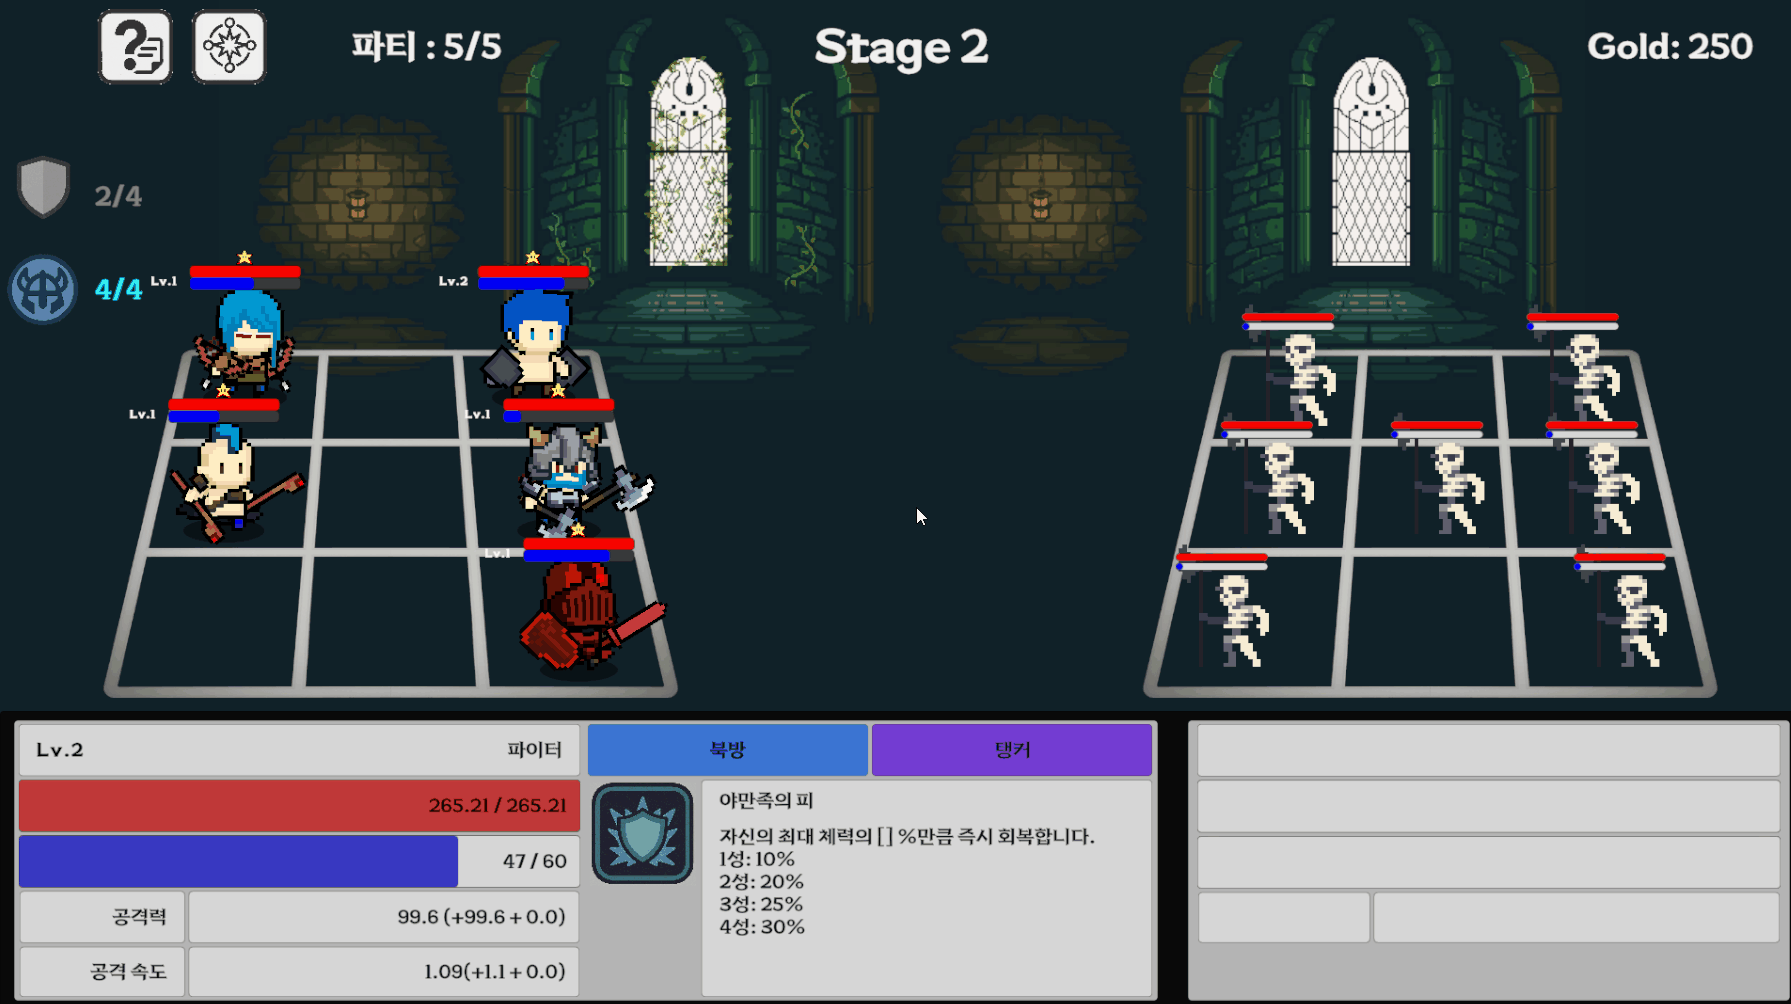 파티 : 5/5
Stage 2
Gold: 250
2/4
4/4
Lv.1
Lv.2
Lv.1
Lv.1
Lv.1
Lv.2
파이터
북방
탱커
265.21 / 265.21
47 / 60
공격력
99.6 (+99.6 + 0.0)
공격 속도
1.09(+1.1 + 0.0)
야만족의 피
자신의 최대 체력의 [] %만큼 즉시 회복합니다.
1성: 10%
2성: 20%
3성: 25%
4성: 30%